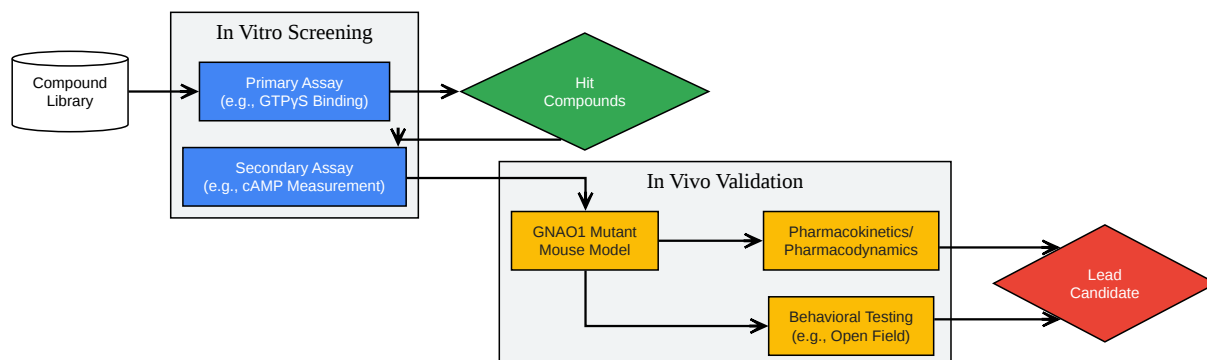 In Vitro Screening
Compound
Library
Primary Assay
(e.g., GTPγS Binding)
Hit
Compounds
Secondary Assay
(e.g., cAMP Measurement)
In Vivo Validation
GNAO1 Mutant
Mouse Model
Pharmacokinetics/
Pharmacodynamics
Behavioral Testing
(e.g., Open Field)
Lead
Candidate